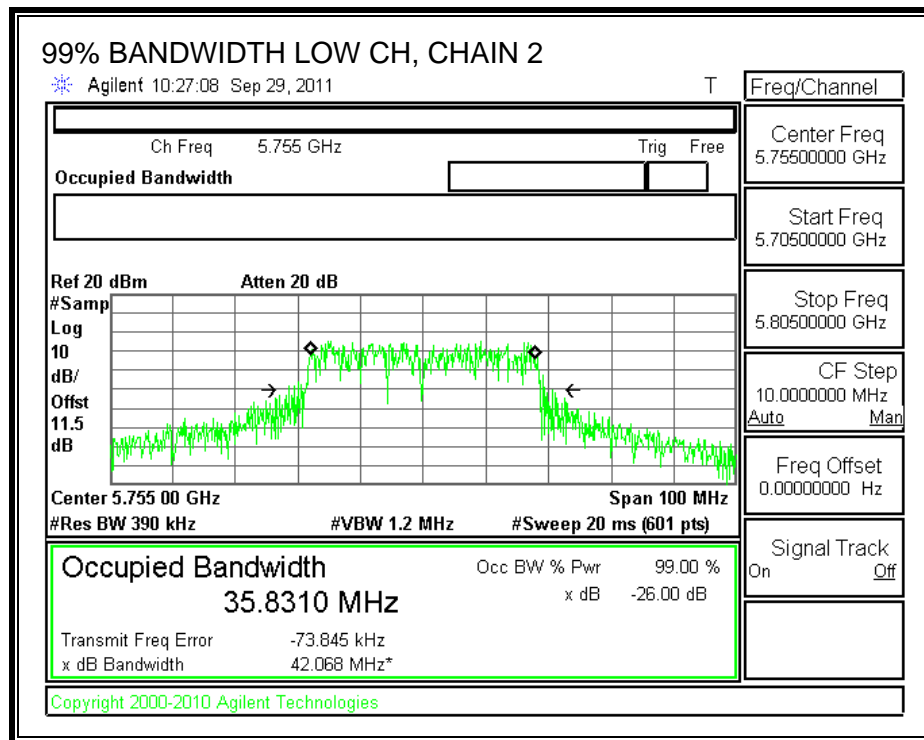 99% BANDWIDTH LOW CH, CHAIN 2
Agilent 10:27:08 Sep 29, 2011 T
Freq/Channel
Ch Freq 5.755 GHz Trig Free
Occupied Bandwidth
Center Freq
5.75500000 GHz
Start Freq
5.70500000 GHz
Stop Freq
5.80500000 GHz
CF Step
10.0000000 MHz
Auto Man
Freq Offset
0.00000000 Hz
Signal Track
On Off
Ref 20 dBm Atten 20 dB
#Samp
Log
10
dB/
Offst
11.5
dB
Center 5.755 00 GHz Span 100 MHz
#Res BW 390 kHz #VBW 1.2 MHz #Sweep 20 ms (601 pts)
Occupied Bandwidth Occ BW % Pwr 99.00 %
35.8310 MHz x dB -26.00 dB
Transmit Freq Error -73.845 kHz
x dB Bandwidth 42.068 MHz*
Copyright 2000-2010 Agilent Technologies